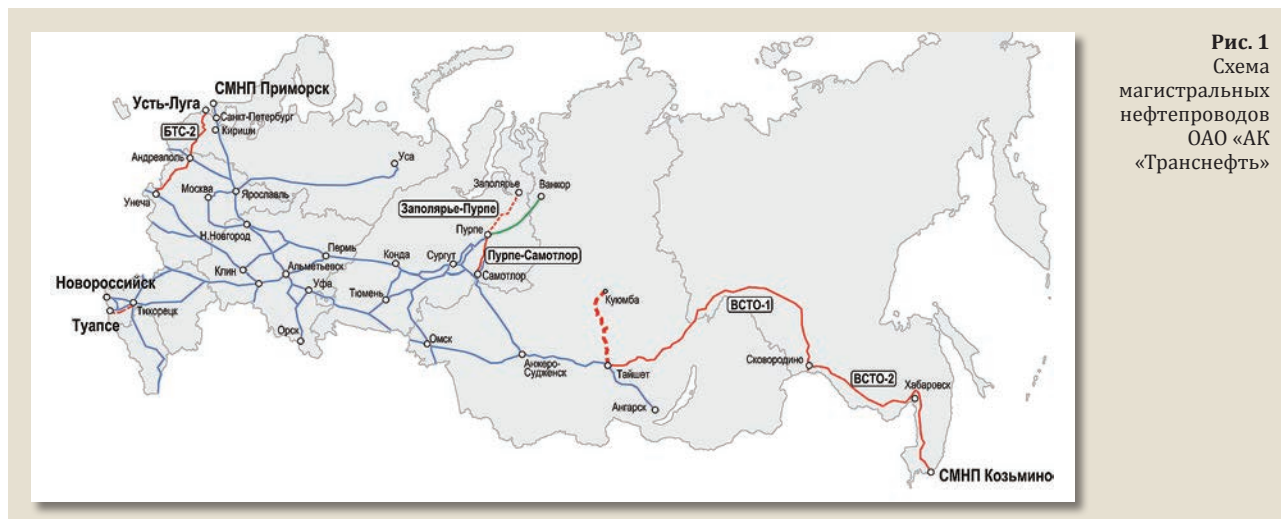 Рис. 1
Схема
магистральных
нефтепроводов
ОАО «АК
«Транснефть»
СМНП Приморск
Усть-Луга
Санкт-Петербург
Кириши
БТС-2
Андреаполь
Уса
Москва
Ярославль
Унеча
Заполярье
Ванкор
Заполярье-Пурпе
Пурпе
Н.Новгород
Пермь
Конда
Сургут
Пурпе-Самотлор
Клин
Альметьевск
Самотлор
Новороссийск
Уфа
Тюмень
Куюмба
ВСТО-1
Тихорецк
Туапсе
Орск
Омск
Анжеро-
Судженск
Тайшет
Сковородино
ВСТО-2
Хабаровск
Ангарск
СМНП Козьмино